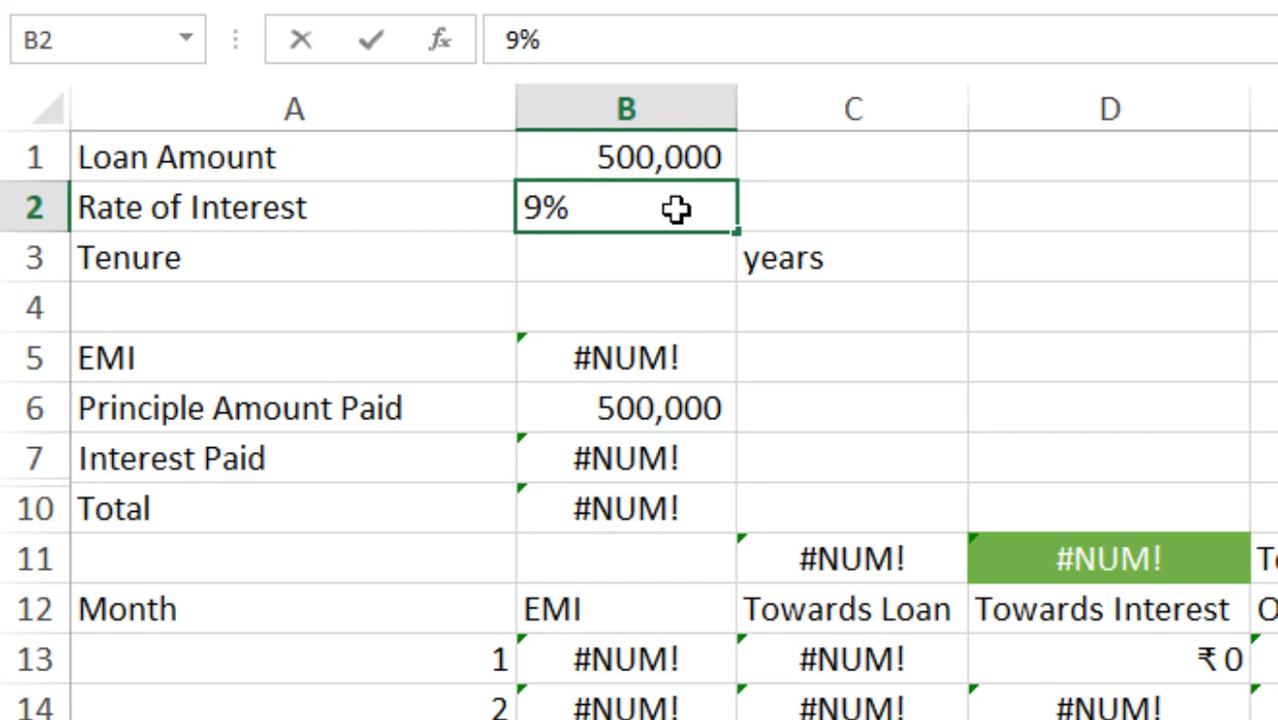 B2 fx 9%
A B C D
1 Loan Amount 500,000
2 Rate of Interest 9%
3 Tenure years
4
5 EMI #NUM!
6 Principle Amount Paid 500,000
7 Interest Paid #NUM!
10 Total #NUM!
11 #NUM! #NUM!
12 Month EMI Towards Loan Towards Interest
13 1 #NUM! #NUM! ₹ 0
14 2 #NUM! #NUM! #NUM!